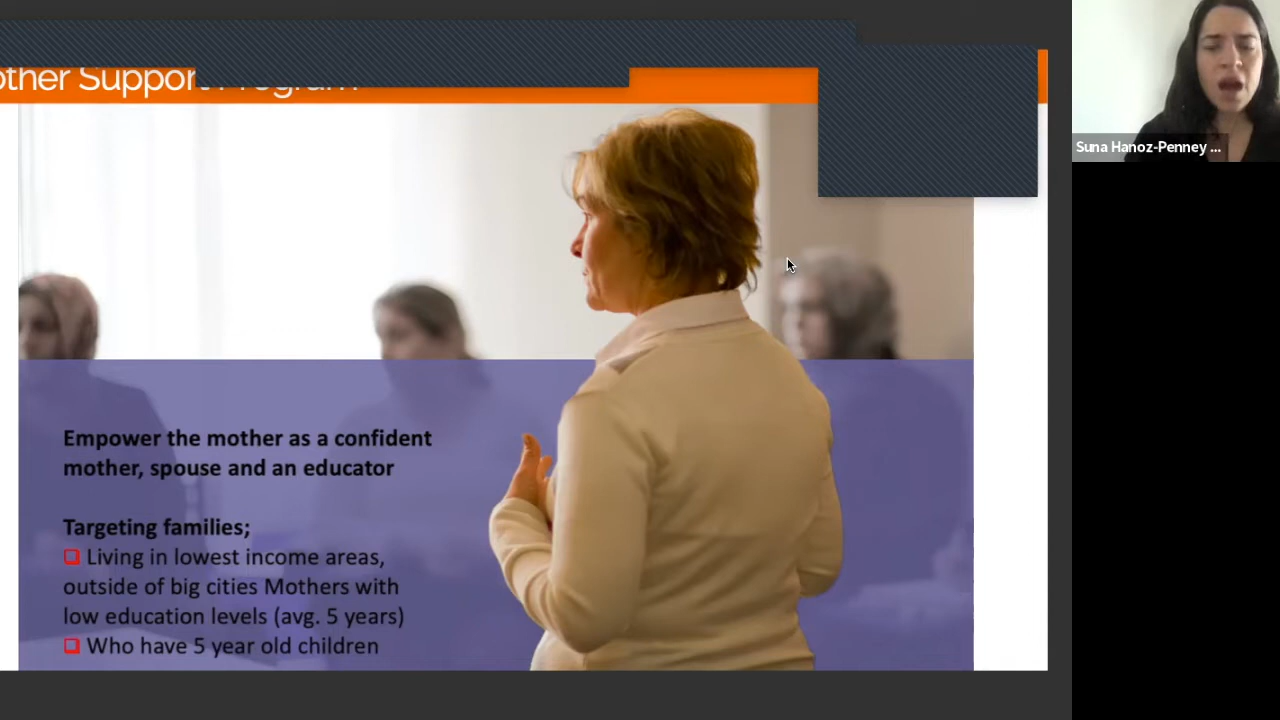 other Support Program
Suna Hanoz-Penney ...
Empower the mother as a confident
mother, spouse and an educator
Targeting families;
Living in lowest income areas,
outside of big cities Mothers with
low education levels (avg. 5 years)
Who have 5 year old children